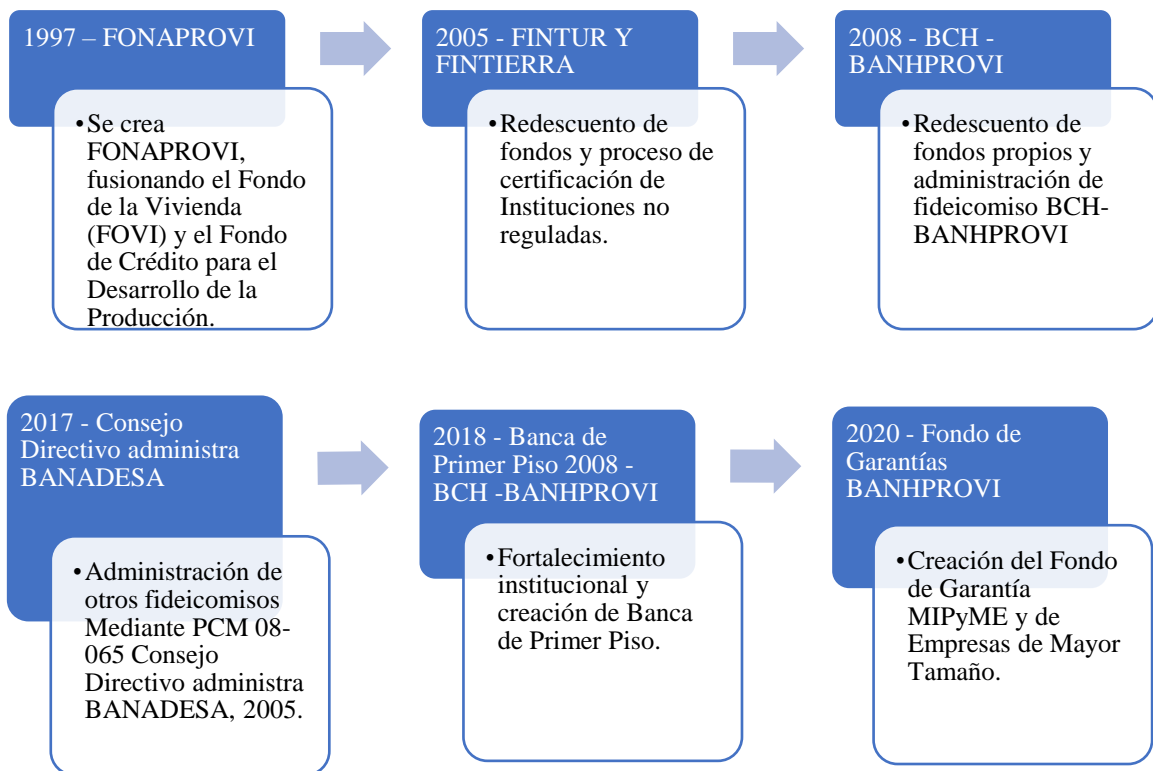 1997 – FONAPROVI
•Se crea
FONAPROVI,
fusionando el Fondo
de la Vivienda
(FOVI) y el Fondo
de Crédito para el
Desarrollo de la
Producción.
2005 - FINTUR Y
FINTIERRA
•Redescuento de
fondos y proceso de
certificación de
Instituciones no
reguladas.
2008 - BCH -
BANHPROVI
•Redescuento de
fondos propios y
administración de
fideicomiso BCH-
BANHPROVI
2017 - Consejo
Directivo administra
BANADESA
•Administración de
otros fideicomisos
Mediante PCM 08-
065 Consejo
Directivo administra
BANADESA, 2005.
2018 - Banca de
Primer Piso 2008 -
BCH -BANHPROVI
•Fortalecimiento
institucional y
creación de Banca
de Primer Piso.
2020 - Fondo de
Garantías
BANHPROVI
•Creación del Fondo
de Garantía
MIPyME y de
Empresas de Mayor
Tamaño.